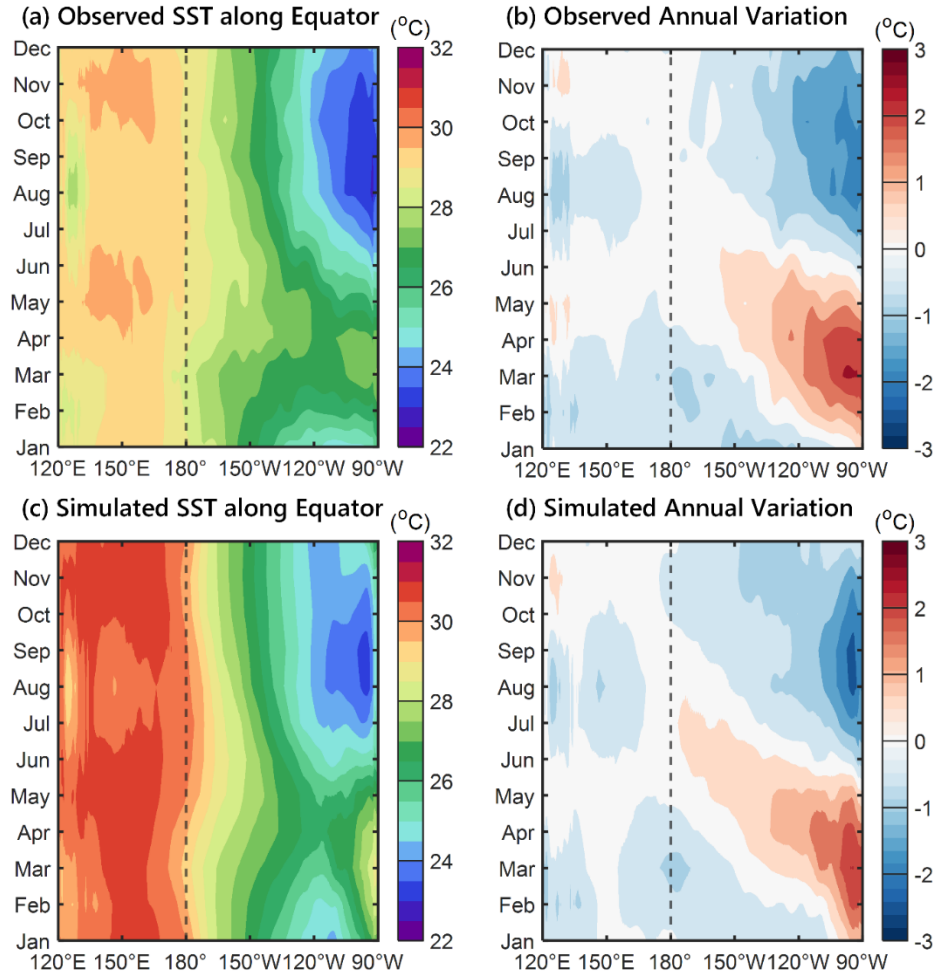 (a) Observed SST along Equator (°C)
Dec
Nov
Oct
Sep
Aug
Jul
Jun
May
Apr
Mar
Feb
Jan
120°E 150°E 180° 150°W 120°W 90°W
32
30
28
26
24
22
(b) Observed Annual Variation (°C)
Dec
Nov
Oct
Sep
Aug
Jul
Jun
May
Apr
Mar
Feb
Jan
120°E 150°E 180° 150°W 120°W 90°W
3
2
1
0
-1
-2
-3
(c) Simulated SST along Equator (°C)
Dec
Nov
Oct
Sep
Aug
Jul
Jun
May
Apr
Mar
Feb
Jan
120°E 150°E 180° 150°W 120°W 90°W
32
30
28
26
24
22
(d) Simulated Annual Variation (°C)
Dec
Nov
Oct
Sep
Aug
Jul
Jun
May
Apr
Mar
Feb
Jan
120°E 150°E 180° 150°W 120°W 90°W
3
2
1
0
-1
-2
-3